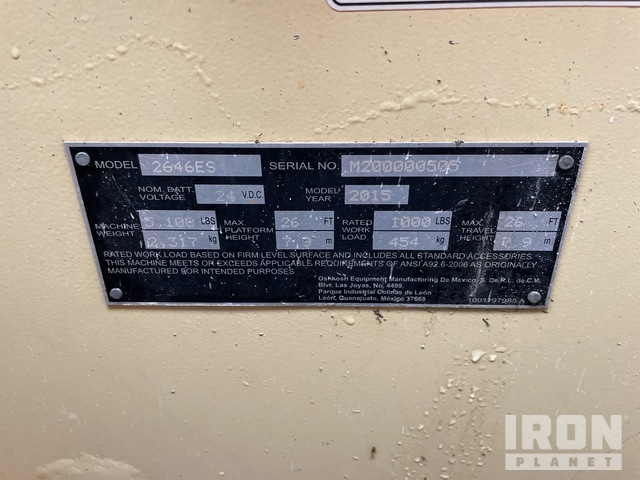 MODEL 2646ES SERIAL NO. M200000505
NOM. BATT. VOLTAGE 24 V.D.C. MODEL YEAR 2015
MACHINE WEIGHT 5,108 LBS MAX. PLATFORM HEIGHT 26 FT RATED WORK LOAD 1000 LBS MAX. TRAVEL HEIGHT 26 FT
2,317 kg 7.9 m 454 kg 7.9 m
RATED WORK LOAD BASED ON FIRM LEVEL SURFACE AND INCLUDES ALL STANDARD ACCESSORIES.
THIS MACHINE MEETS OR EXCEEDS APPLICABLE REQUIREMENTS OF ANSI A92.6-2006 AS ORIGINALLY
MANUFACTURED FOR INTENDED PURPOSES
Oshkosh Equipment Manufacturing De Mexico, S. De R.L. de C.V.
Blvr. Las Joyas, No. 4499,
Parque Industrial Colinas de León
León, Guanajuato, México 37668
1001197985 A
IRON
PLANET